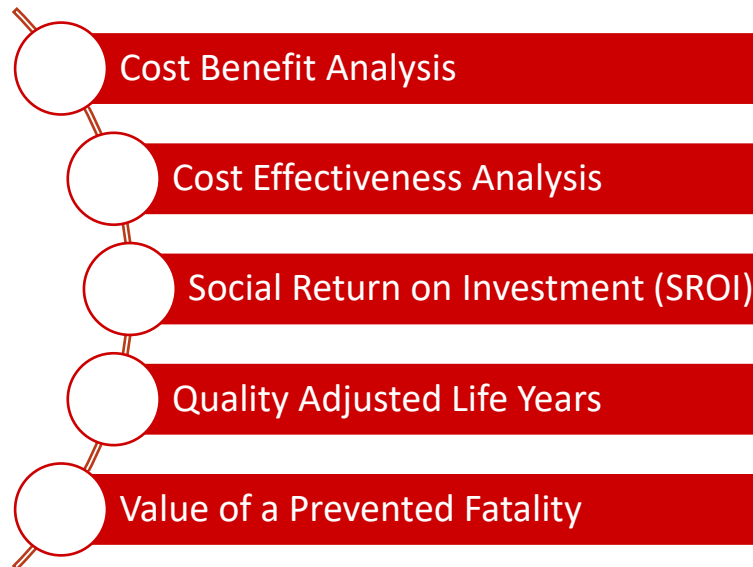 Cost Benefit Analysis
Cost Effectiveness Analysis
Social Return on Investment (SROI)
Quality Adjusted Life Years
Value of a Prevented Fatality